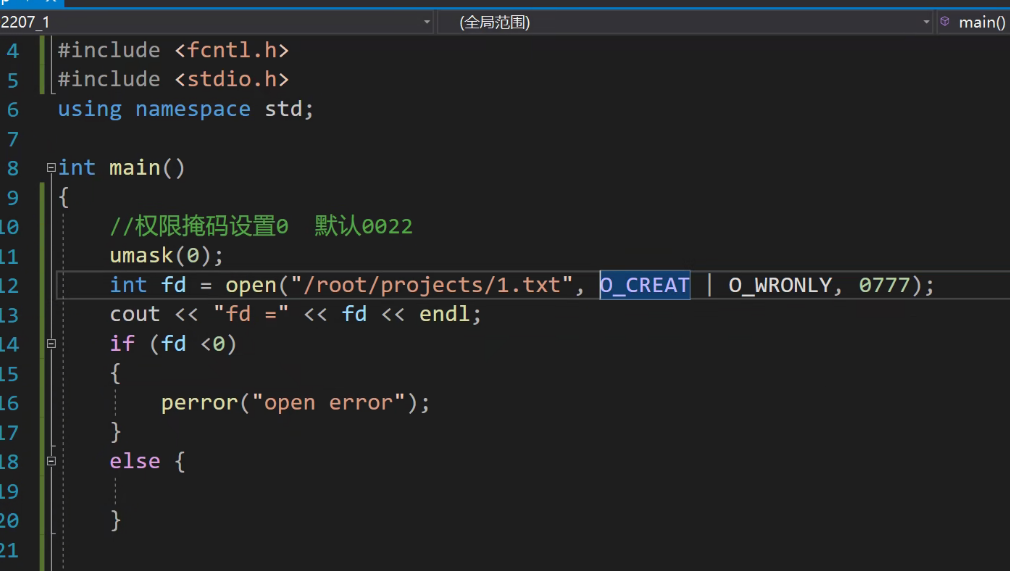 2207_1 (全局范围) main()
4 #include <fcntl.h>
5 #include <stdio.h>
6 using namespace std;
7
8 int main()
9 {
10 //权限掩码设置0 默认0022
11 umask(0);
12 int fd = open("/root/projects/1.txt", O_CREAT | O_WRONLY, 0777);
13 cout << "fd =" << fd << endl;
14 if (fd <0)
15 {
16 perror("open error");
17 }
18 else {
19
20 }
21